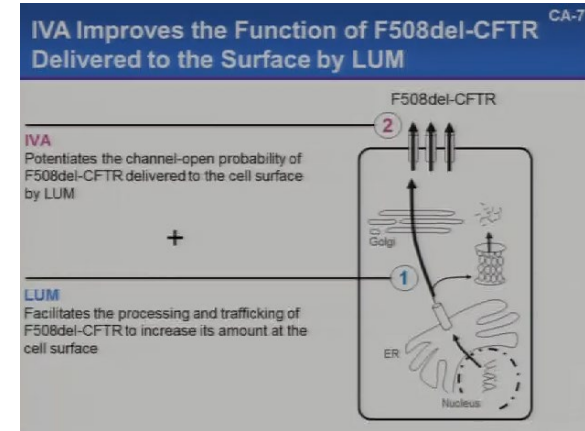 CA-7
IVA Improves the Function of F508del-CFTR
Delivered to the Surface by LUM
F508del-CFTR
2
IVA
Potentiates the channel-open probability of
F508del-CFTR delivered to the cell surface
by LUM
+
Golgi
1
LUM
Facilitates the processing and trafficking of
F508del-CFTR to increase its amount at the
cell surface
ER
Nucleus